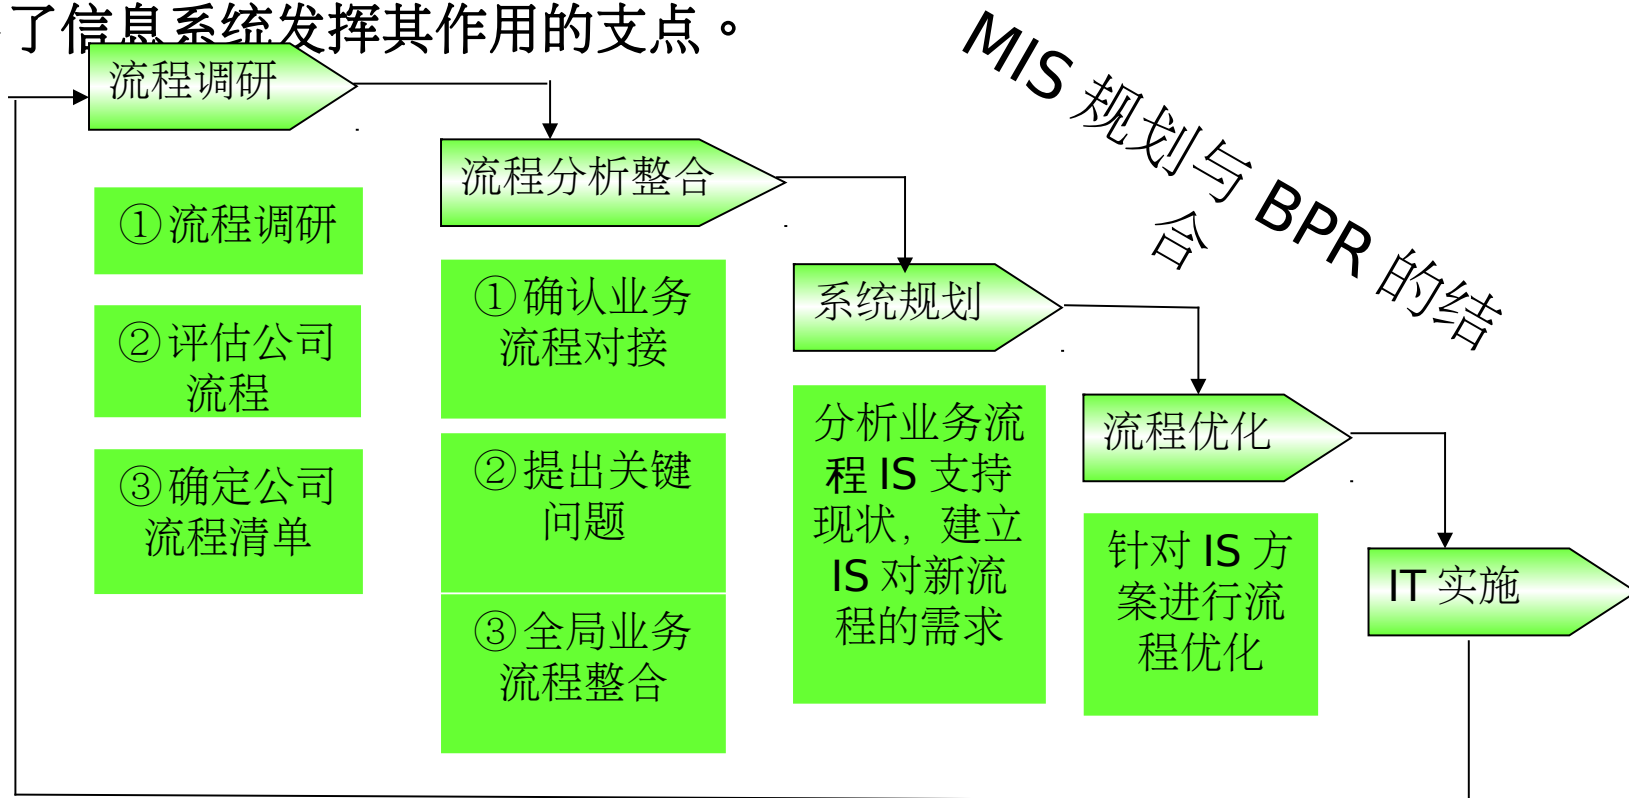 了信息系统发挥其作用的支点。
MIS 规划与 BPR 的结
合
流程调研
①流程调研
②评估公司
流程
③确定公司
流程清单
流程分析整合
①确认业务
流程对接
②提出关键
问题
③全局业务
流程整合
系统规划
分析业务流
程 IS 支持
现状，建立
IS 对新流
程的需求
流程优化
针对 IS 方
案进行流
程优化
IT 实施